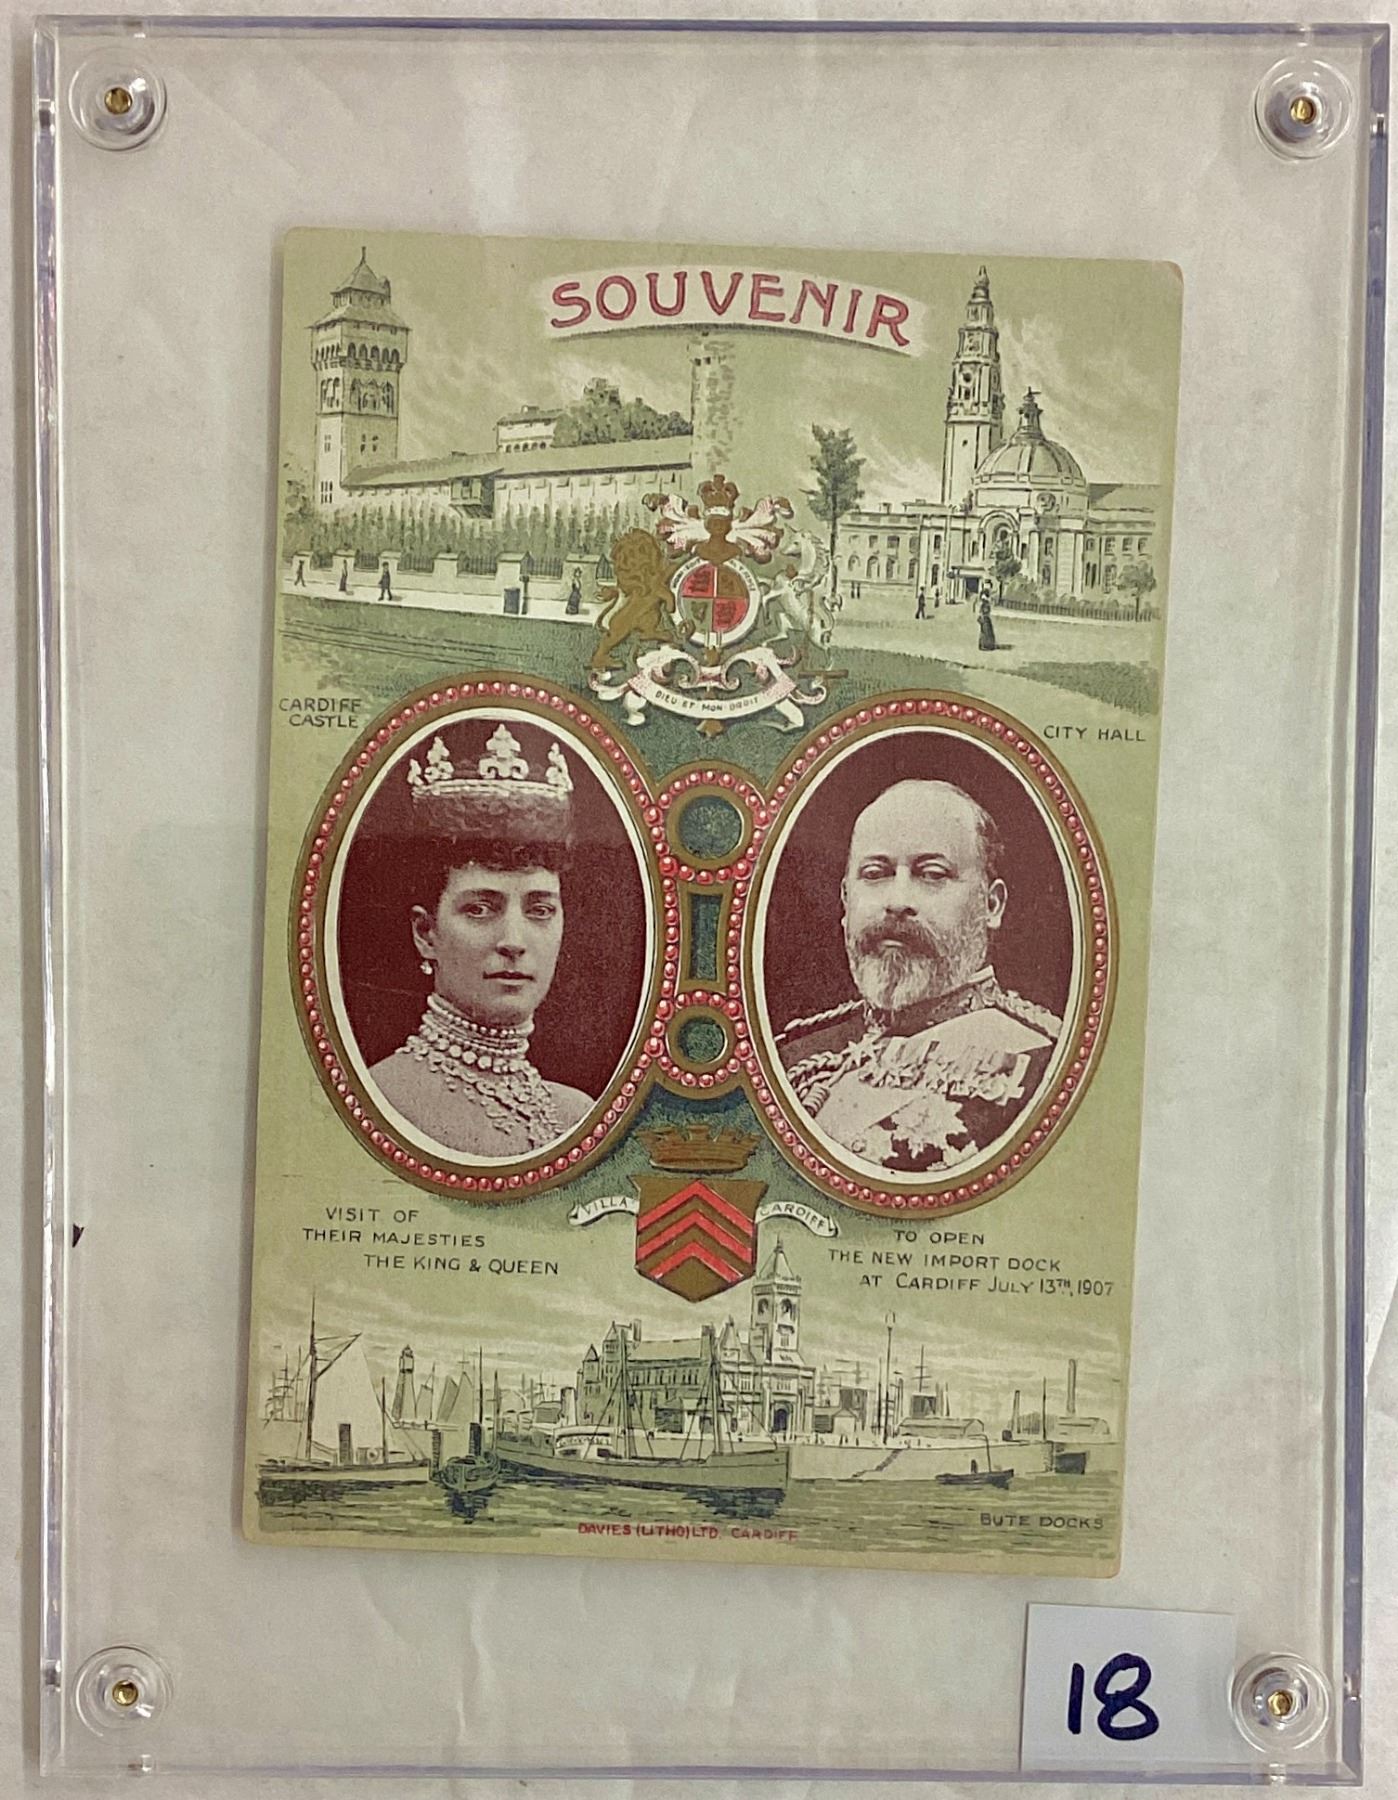 SOUVENIR
CARDIFF
CASTLE
CITY HALL
DIEU ET MON DROIT
VILLA CARDIFF
VISIT OF
THEIR MAJESTIES
THE KING & QUEEN
TO OPEN
THE NEW IMPORT DOCK
AT CARDIFF JULY 13TH, 1907
BUTE DOCKS
DAVIES (LITHO) LTD. CARDIFF
18